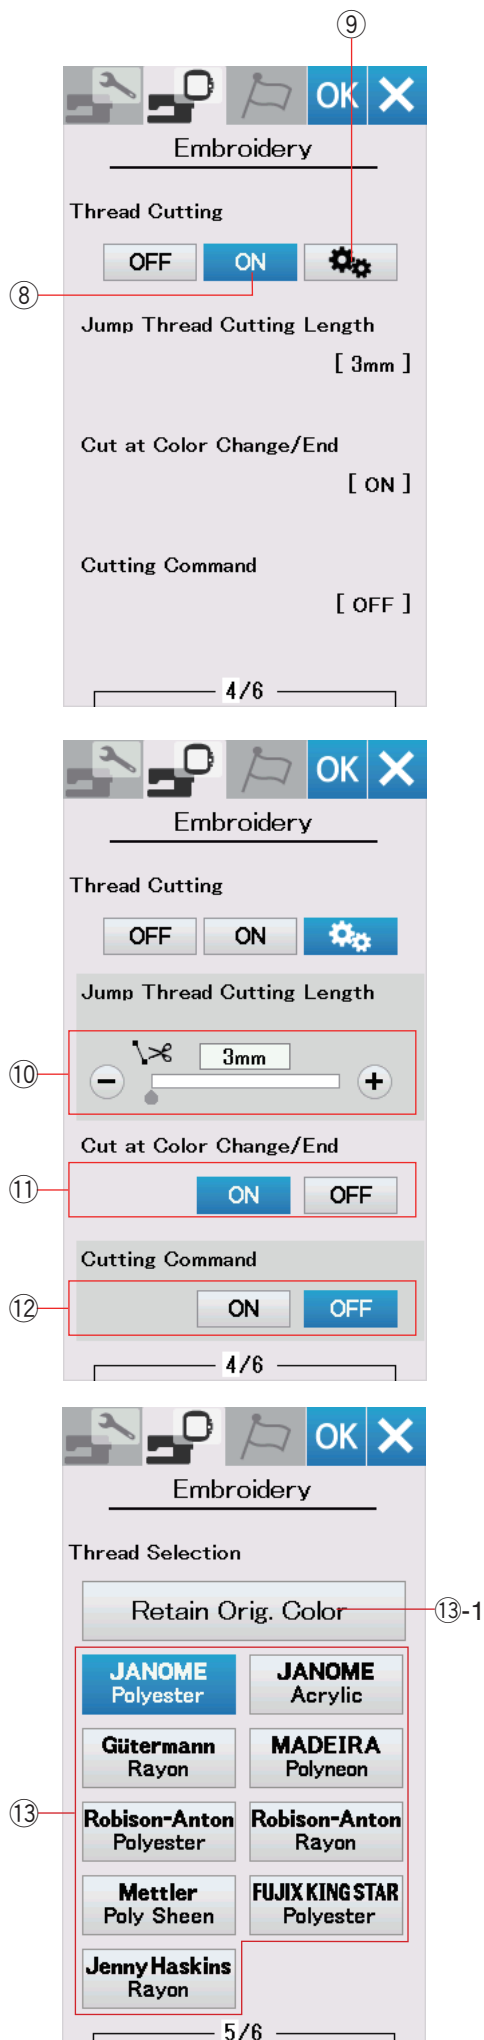 ⑨
OK
Embroidery
Thread Cutting
OFF ON
⑧
Jump Thread Cutting Length
[ 3mm ]
Cut at Color Change/End
[ ON ]
Cutting Command
[ OFF ]
4/6
OK
Embroidery
Thread Cutting
OFF ON
Jump Thread Cutting Length
⑩ − 3mm +
Cut at Color Change/End
⑪ ON OFF
Cutting Command
⑫ ON OFF
4/6
OK
Embroidery
Thread Selection
Retain Orig. Color ⑬-1
JANOME JANOME
Polyester Acrylic
Gütermann MADEIRA
Rayon Polyneon
⑬ Robison-Anton Robison-Anton
Polyester Rayon
Mettler FUJIX KING STAR
Poly Sheen Polyester
Jenny Haskins
Rayon
5/6